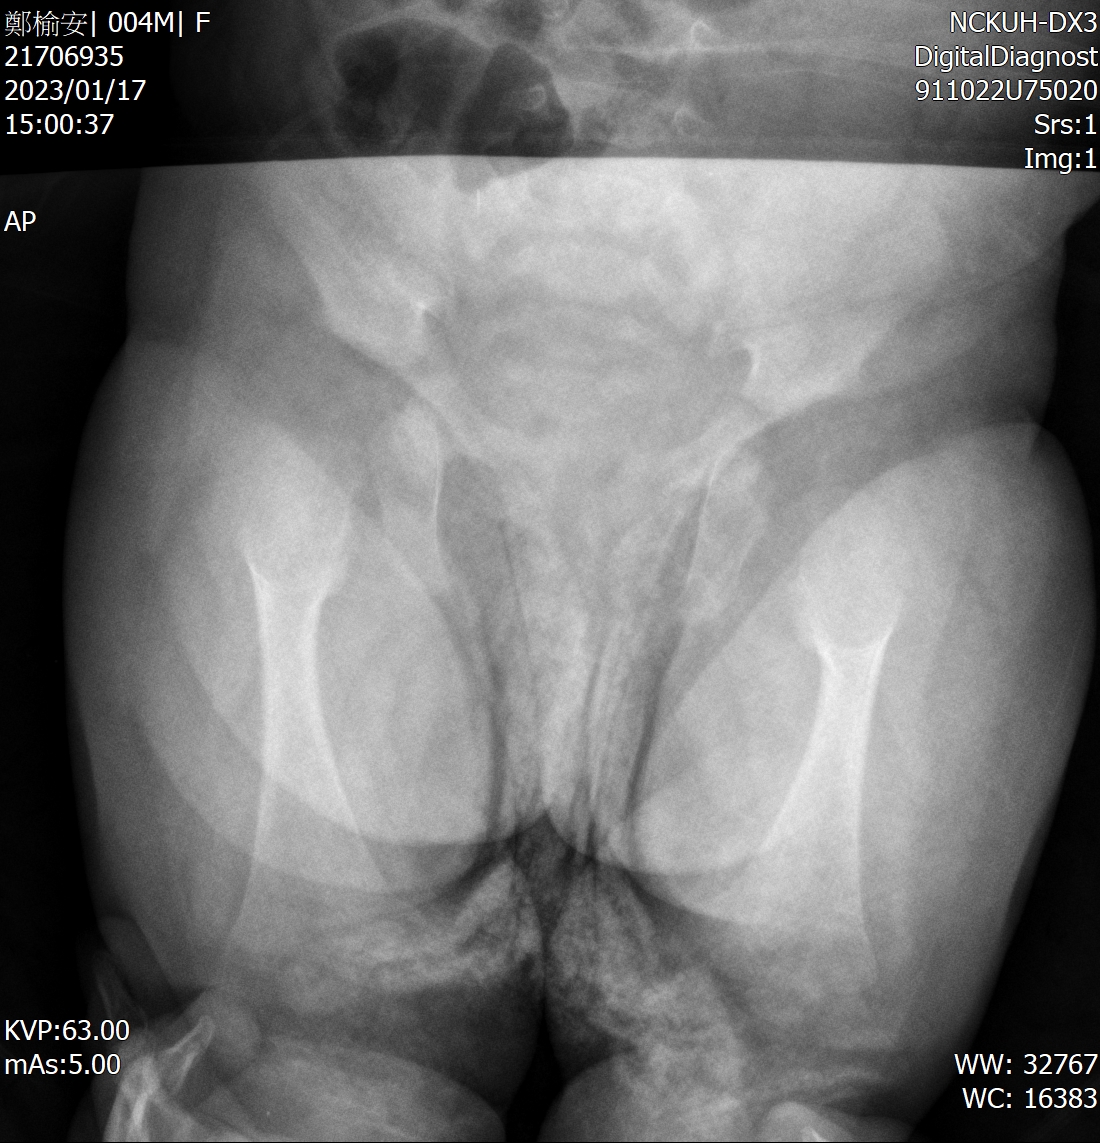 鄭榆安| 004M| F
21706935
2023/01/17
15:00:37
NCKUH-DX3
DigitalDiagnost
911022U75020
Srs:1
Img:1
AP
KVP:63.00
mAs:5.00
WW: 32767
WC: 16383